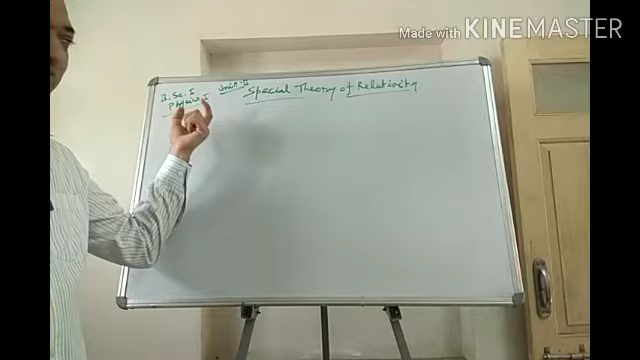 Made with KINEMASTER
B.Sc.I Unit-II Special Theory of Relativity
Physics-I